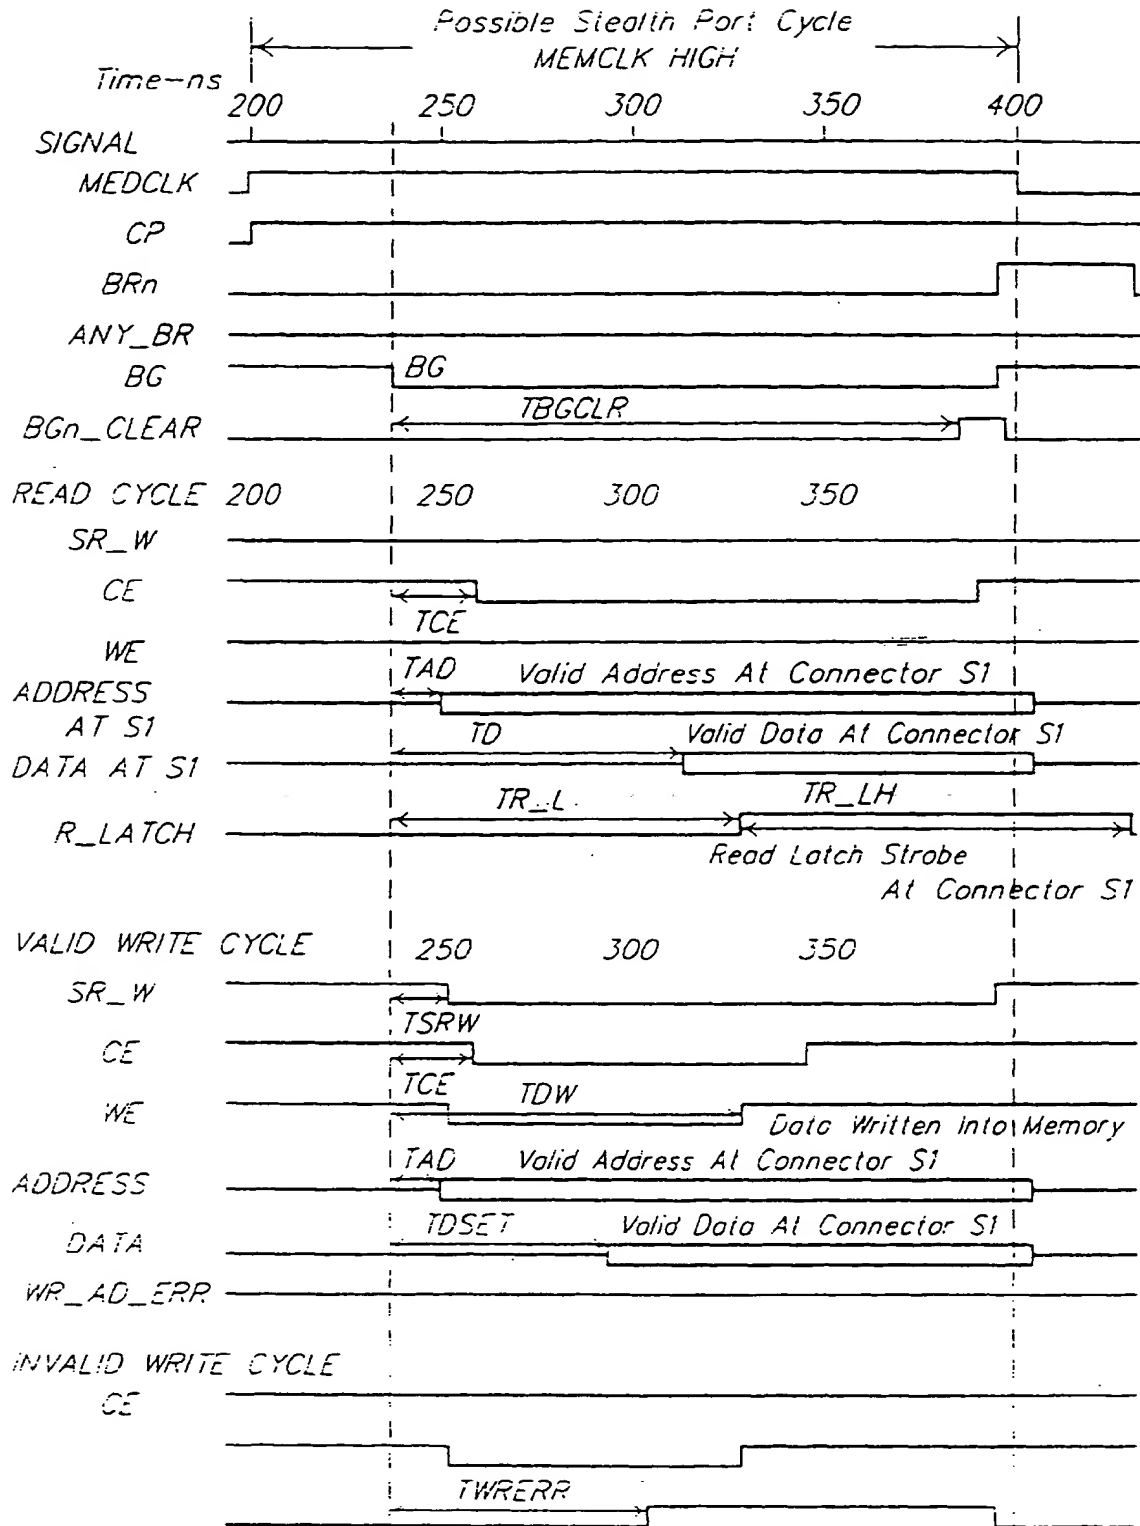 Possible Stealth Port Cycle
MEMCLK HIGH
Time-ns
200 250 300 350 400
SIGNAL
MEDCLK
CP
BRn
ANY_BR
BG BG
TBGCLR
BGn_CLEAR
READ CYCLE 200 250 300 350
SR_W
CE
TCE
WE
TAD Valid Address At Connector S1
ADDRESS
AT S1
TD Valid Data At Connector S1
DATA AT S1
TR_L TR_LH
R_LATCH
Read Latch Strobe
At Connector S1
VALID WRITE CYCLE 250 300 350
SR_W
TSRW
CE
TCE TDW
WE
Data Written Into Memory
TAD Valid Address At Connector S1
ADDRESS
TDSET Valid Data At Connector S1
DATA
WR_AD_ERR
INVALID WRITE CYCLE
CE
TWRERR